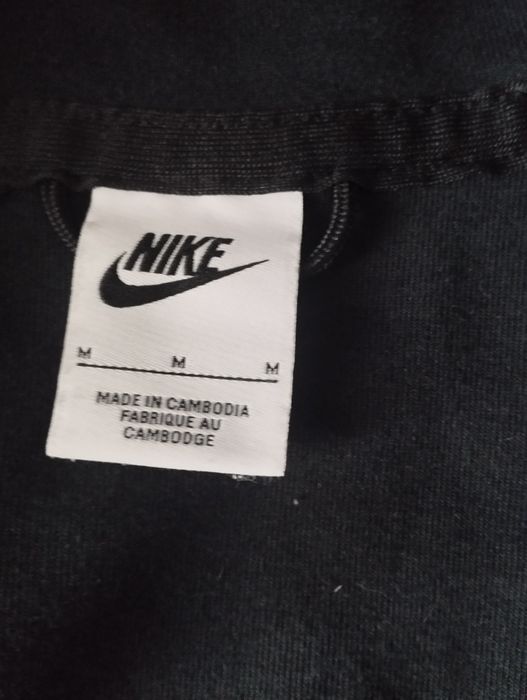 NIKE
M M M
MADE IN CAMBODIA
FABRIQUE AU
CAMBODGE